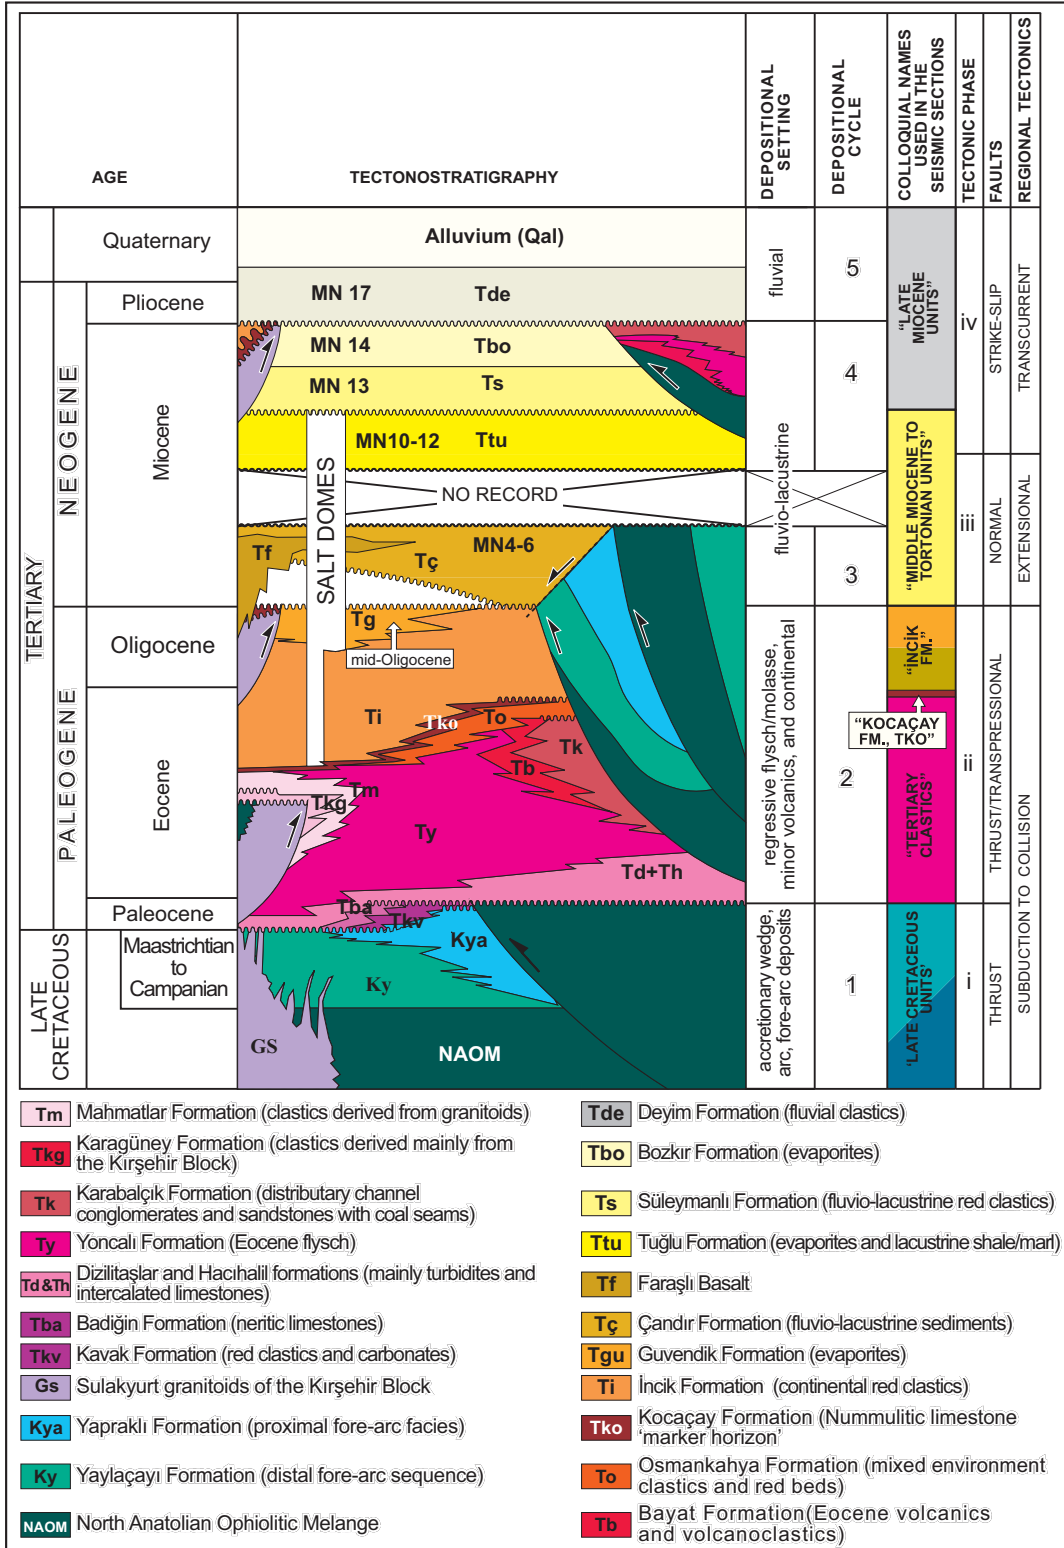 AGE
TECTONOSTRATIGRAPHY
DEPOSITIONAL
SETTING
DEPOSITIONAL
CYCLE
COLLOQUIAL NAMES
USED IN THE
SEISMIC SECTIONS
TECTONIC PHASE
FAULTS
REGIONAL TECTONICS
TERTIARY
NEOGENE
PALEOGENE
LATE
CRETACEOUS
Quaternary
Pliocene
Miocene
Oligocene
Eocene
Paleocene
Maastrichtian
to
Campanian
Alluvium (Qal)
MN 17 Tde
MN 14 Tbo
MN 13 Ts
MN10-12 Ttu
NO RECORD
SALT DOMES
MN4-6
Tf
Tç
Tg
mid-Oligocene
Ti
Tko
To
Tk
Tb
Tm
Tkg
Ty
Td+Th
Tba
Tkv
Kya
Ky
GS
NAOM
fluvial
fluvio-lacustrine
regressive flysch/molasse,
minor volcanics, and continental
accretionary wedge,
arc, fore-arc deposits
5
4
3
2
1
"LATE
MIOCENE
UNITS"
"MIDDLE MIOCENE TO
TORTONIAN UNITS"
"İNCİK
FM."
"KOCAÇAY
FM., TKO"
"TERTIARY
CLASTICS"
'LATE CRETACEOUS
UNITS'
iv
iii
ii
i
STRIKE-SLIP
NORMAL
THRUST/TRANSPRESSIONAL
THRUST
TRANSCURRENT
EXTENSIONAL
SUBDUCTION TO COLLISION
Tm Mahmatlar Formation (clastics derived from granitoids)
Tkg Karagüney Formation (clastics derived mainly from
the Kırşehir Block)
Tk Karabalçık Formation (distributary channel
conglomerates and sandstones with coal seams)
Ty Yoncalı Formation (Eocene flysch)
Td &Th Dizilitaşlar and Hacıhalil formations (mainly turbidites and
intercalated limestones)
Tba Badiğin Formation (neritic limestones)
Tkv Kavak Formation (red clastics and carbonates)
Gs Sulakyurt granitoids of the Kırşehir Block
Kya Yapraklı Formation (proximal fore-arc facies)
Ky Yaylaçayı Formation (distal fore-arc sequence)
NAOM North Anatolian Ophiolitic Melange
Tde Deyim Formation (fluvial clastics)
Tbo Bozkır Formation (evaporites)
Ts Süleymanlı Formation (fluvio-lacustrine red clastics)
Ttu Tuğlu Formation (evaporites and lacustrine shale/marl)
Tf Faraşlı Basalt
Tç Çandır Formation (fluvio-lacustrine sediments)
Tgu Guvendik Formation (evaporites)
Ti İncik Formation (continental red clastics)
Tko Kocaçay Formation (Nummulitic limestone
'marker horizon'
To Osmankahya Formation (mixed environment
clastics and red beds)
Tb Bayat Formation(Eocene volcanics
and volcanoclastics)